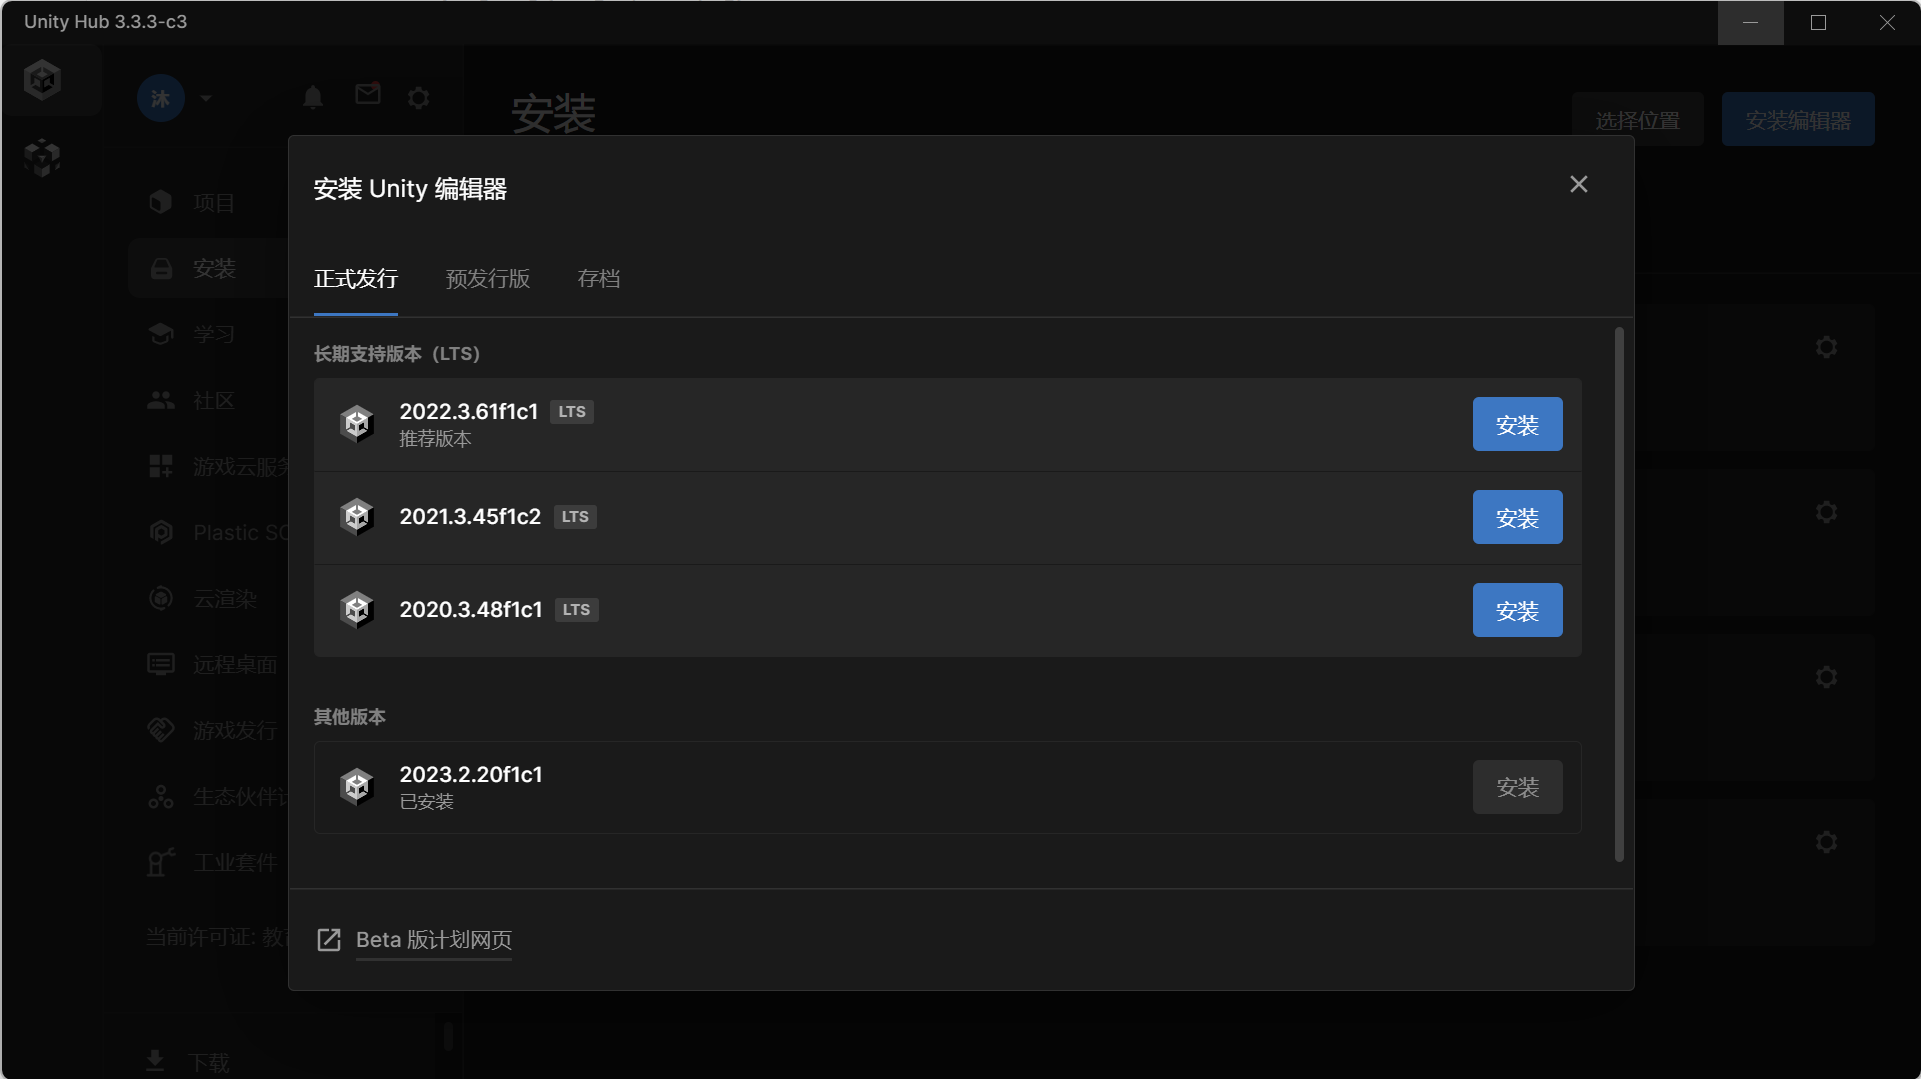 Unity Hub 3.3.3-c3
沐
安装
选择位置
安装编辑器
项目
安装
学习
社区
游戏云服务
Plastic SC
云渲染
远程桌面
游戏发行
生态伙伴计
工业套件
当前许可证: 教育
下载
安装 Unity 编辑器
正式发行
预发行版
存档
长期支持版本（LTS）
2022.3.61f1c1 LTS
推荐版本
安装
2021.3.45f1c2 LTS
安装
2020.3.48f1c1 LTS
安装
其他版本
2023.2.20f1c1
已安装
安装
Beta 版计划网页